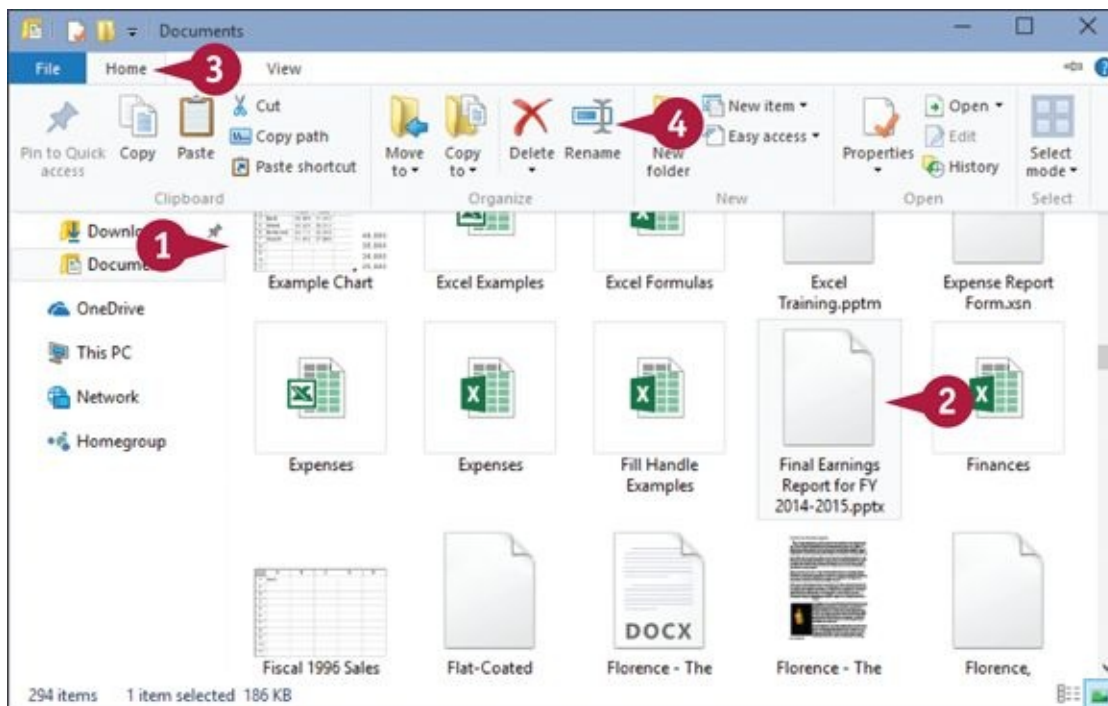 Documents
File Home 3 View
Pin to Quick access
Copy
Paste
Cut
Copy path
Paste shortcut
Clipboard
Move to
Copy to
Delete
Rename
4
Organize
New folder
New item
Easy access
New
Properties
Open
Edit
History
Open
Select mode
Select
1
OneDrive
This PC
Network
Homegroup
Example Chart
Excel Examples
Excel Formulas
Excel
Training.pptm
Expense Report
Form.xsn
Expenses
Expenses
Fill Handle
Examples
Final Earnings
Report for FY
2014-2015.pptx
2
Finances
Fiscal 1996 Sales
Flat-Coated
DOCX
Florence - The
Florence - The
Florence,
294 items 1 item selected 186 KB